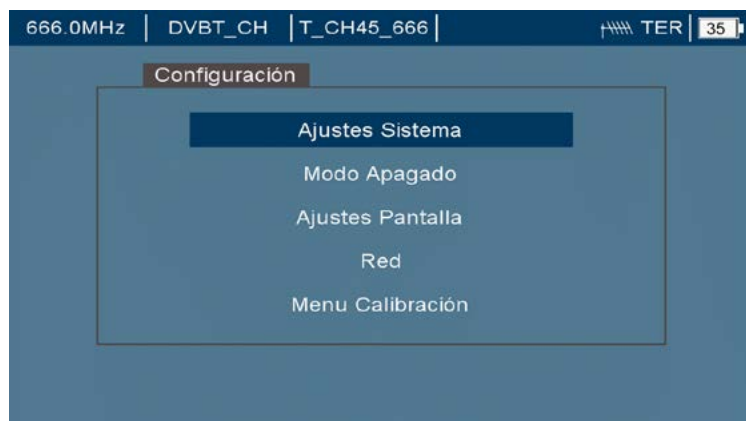 666.0MHz DVBT_CH T_CH45_666 TER 35
Configuración
Ajustes Sistema
Modo Apagado
Ajustes Pantalla
Red
Menu Calibración